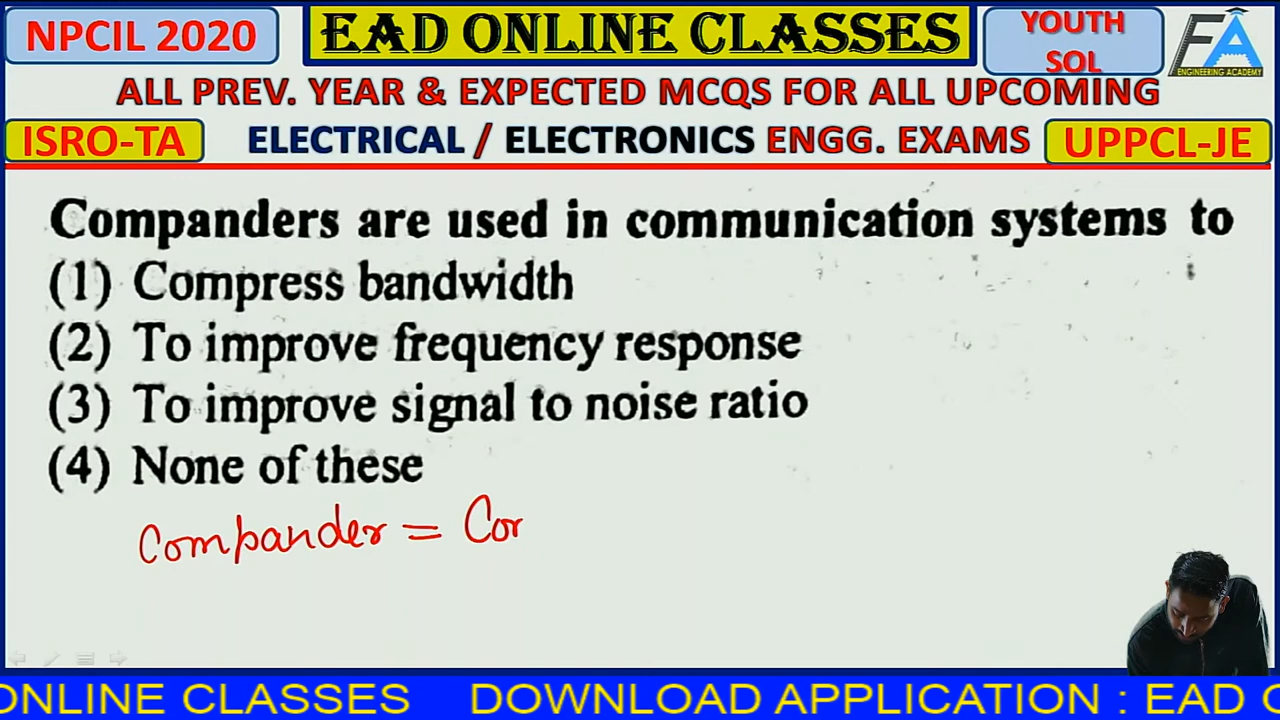 NPCIL 2020
EAD ONLINE CLASSES
YOUTH
SOL
EA
ENGINEERING ACADEMY
ALL PREV. YEAR & EXPECTED MCQS FOR ALL UPCOMING
ISRO-TA
ELECTRICAL / ELECTRONICS ENGG. EXAMS
UPPCL-JE
Companders are used in communication systems to
(1) Compress bandwidth
(2) To improve frequency response
(3) To improve signal to noise ratio
(4) None of these
Compander = Com
ONLINE CLASSES DOWNLOAD APPLICATION : EAD